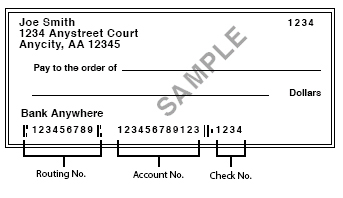 Joe Smith 1234
1234 Anystreet Court
Anycity, AA 12345
SAMPLE
Pay to the order of
Dollars
Bank Anywhere
⑆123456789⑆ 123456789123⑈ 1234
Routing No. Account No. Check No.